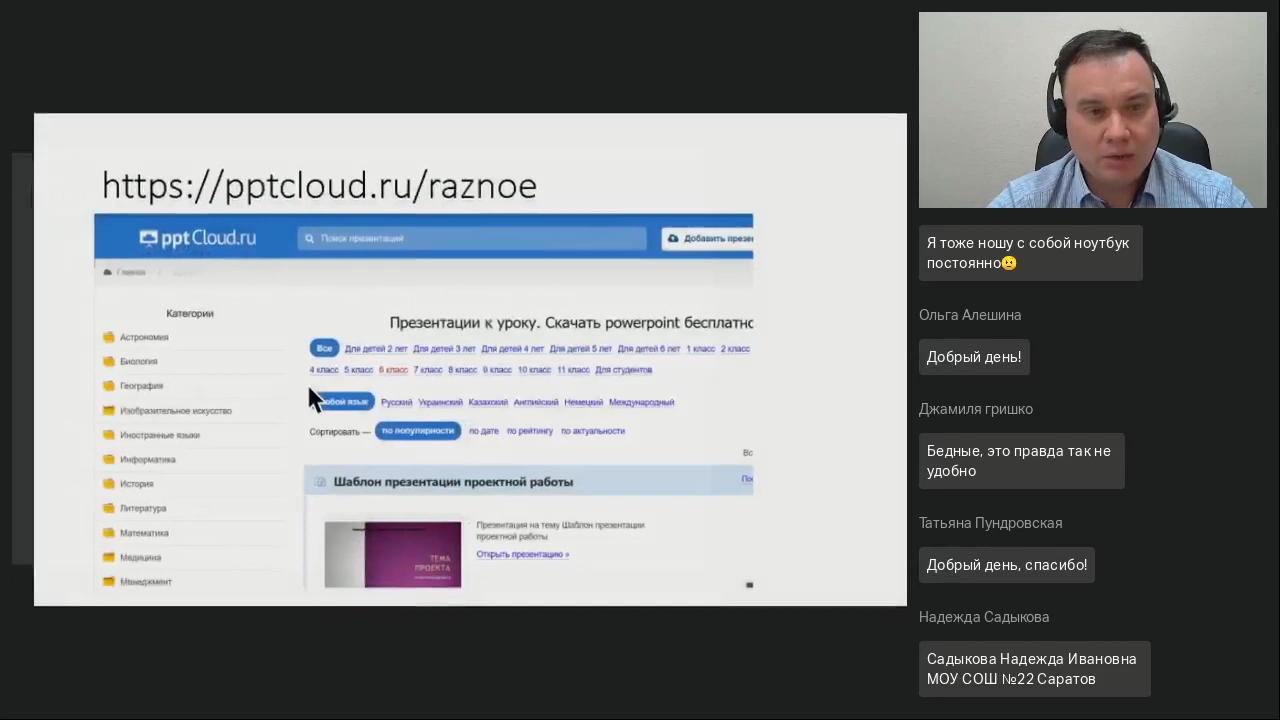 https://pptcloud.ru/raznoe
pptCloud.ru
Поиск презентаций
Добавить презе
Главная
Категории
Астрономия
Биология
География
Изобразительное искусство
Иностранные языки
Информатика
История
Литература
Математика
Медицина
Менеджмент
Презентации к уроку. Скачать powerpoint бесплатно
Все Для детей 2 лет Для детей 3 лет Для детей 4 лет Для детей 5 лет Для детей 6 лет 1 класс 2 класс
4 класс 5 класс 6 класс 7 класс 8 класс 9 класс 10 класс 11 класс Для студентов
юбой язык Русский Украинский Казахский Английский Немецкий Международный
Сортировать — по популярности по дате по рейтингу по актуальности
Вс
Шаблон презентации проектной работы
Пос
Презентация на тему Шаблон презентации
проектной работы
Открыть презентацию »
ТЕМА
ПРОЕКТА
Я тоже ношу с собой ноутбук
постоянно😐
Ольга Алешина
Добрый день!
Джамиля гришко
Бедные, это правда так не
удобно
Татьяна Пундровская
Добрый день, спасибо!
Надежда Садыкова
Садыкова Надежда Ивановна
МОУ СОШ №22 Саратов